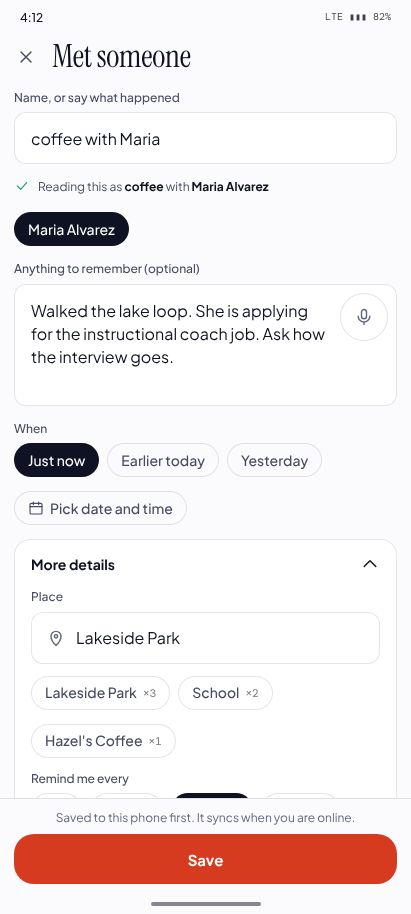 4:12
LTE 82%
Met someone
Name, or say what happened
coffee with Maria
Reading this as coffee with Maria Alvarez
Maria Alvarez
Anything to remember (optional)
Walked the lake loop. She is applying
for the instructional coach job. Ask how
the interview goes.
When
Just now
Earlier today
Yesterday
Pick date and time
More details
Place
Lakeside Park
Lakeside Park ×3
School ×2
Hazel's Coffee ×1
Remind me every
Saved to this phone first. It syncs when you are online.
Save